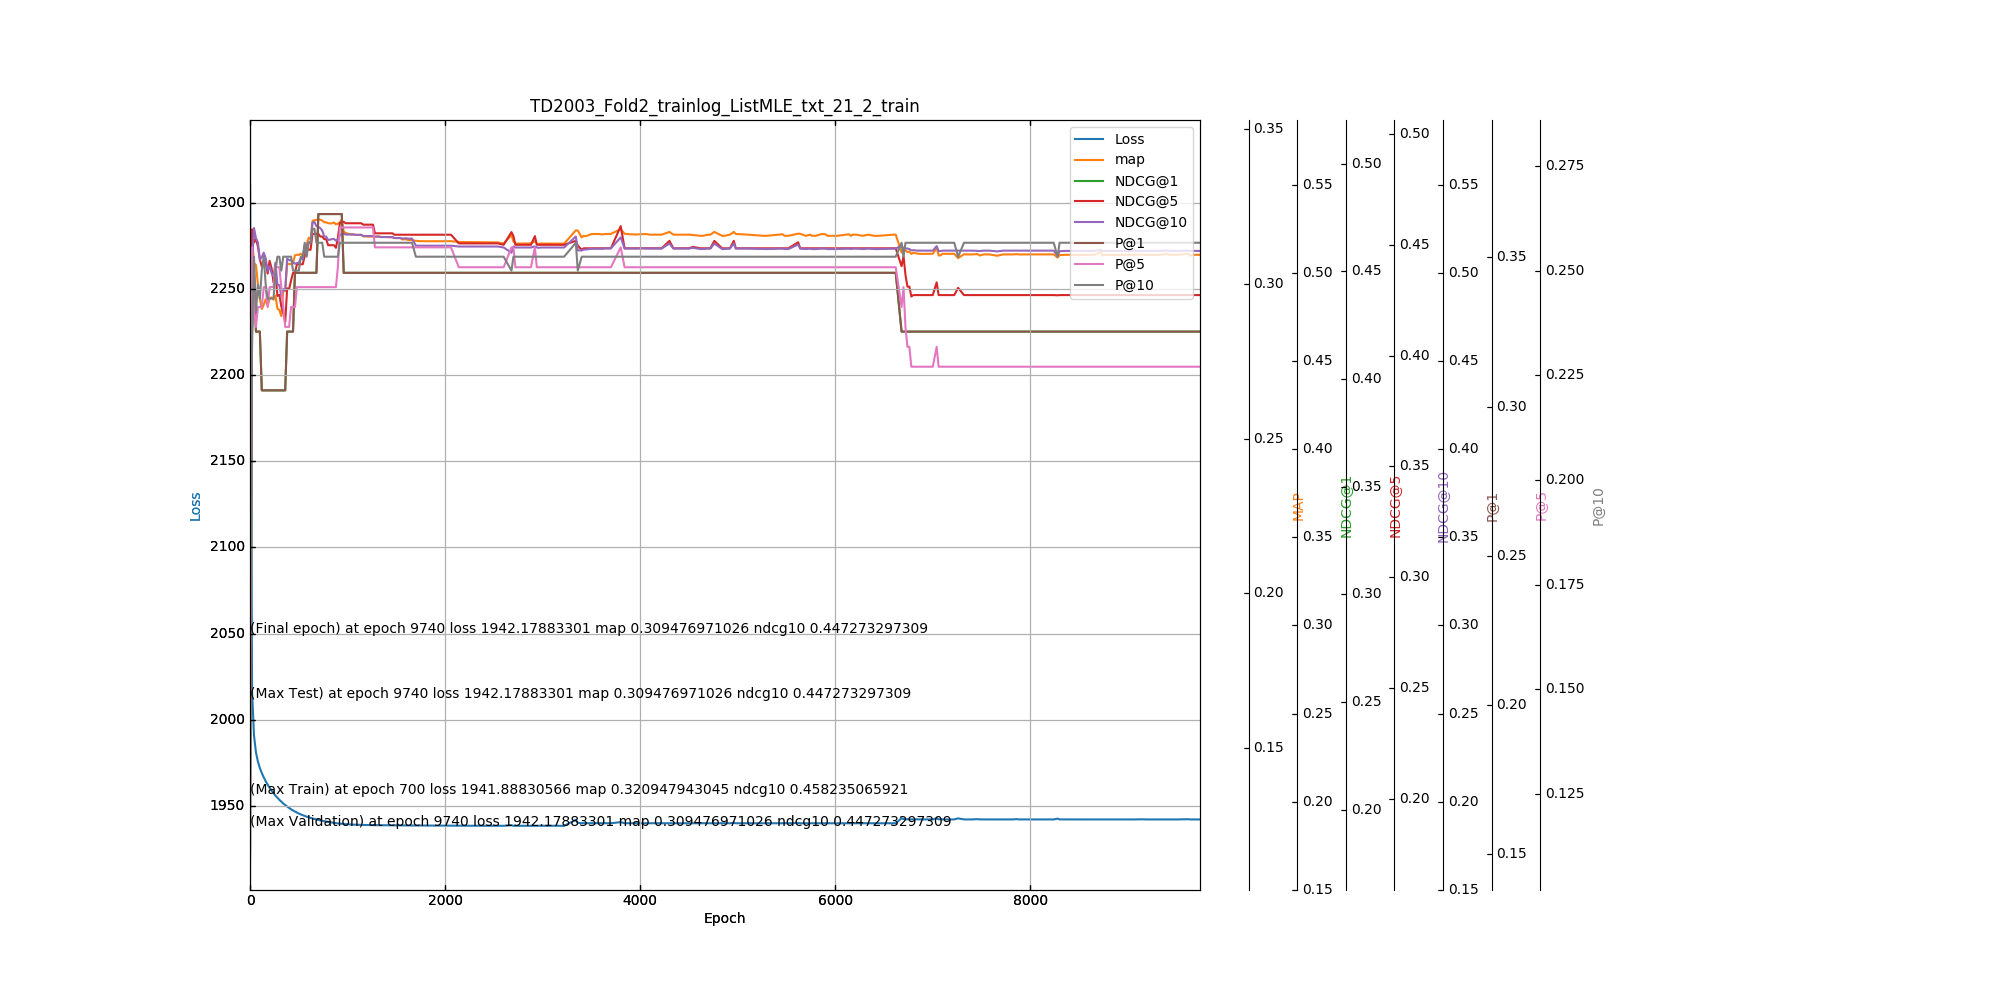 TD2003_Fold2_trainlog_ListMLE_txt_21_2_train
Loss
map
NDCG@1
NDCG@5
NDCG@10
P@1
P@5
P@10
2300
2250
2200
2150
2100
2050
2000
1950
Loss
(Final epoch) at epoch 9740 loss 1942.17883301 map 0.309476971026 ndcg10 0.447273297309
(Max Test) at epoch 9740 loss 1942.17883301 map 0.309476971026 ndcg10 0.447273297309
(Max Train) at epoch 700 loss 1941.88830566 map 0.320947943045 ndcg10 0.458235065921
(Max Validation) at epoch 9740 loss 1942.17883301 map 0.309476971026 ndcg10 0.447273297309
0 2000 4000 6000 8000
Epoch
0.35
0.30
0.25
0.20
0.15
MAP
0.55
0.50
0.45
0.40
0.35
0.30
0.25
0.20
0.15
NDCG@1
0.50
0.45
0.40
0.35
0.30
0.25
0.20
NDCG@5
0.50
0.45
0.40
0.35
0.30
0.25
0.20
NDCG@10
0.55
0.50
0.45
0.40
0.35
0.30
0.25
0.20
0.15
P@1
0.35
0.30
0.25
0.20
0.15
P@5
0.275
0.250
0.225
0.200
0.175
0.150
0.125
P@10